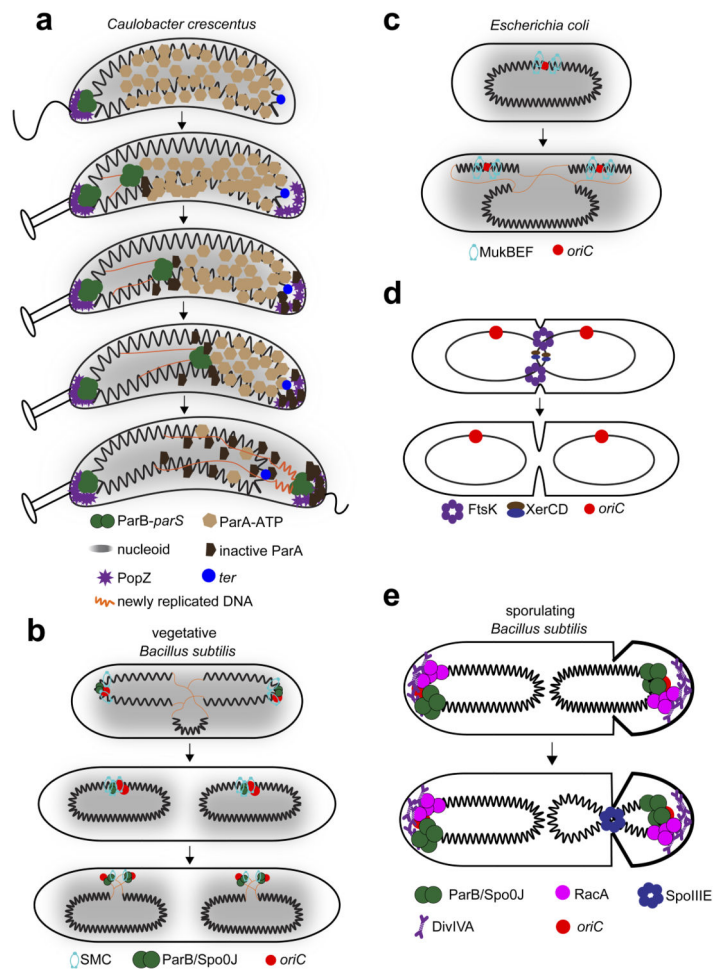 a
Caulobacter crescentus
ParB-parS
ParA-ATP
nucleoid
inactive ParA
PopZ
ter
newly replicated DNA
b
vegetative
Bacillus subtilis
SMC
ParB/Spo0J
oriC
c
Escherichia coli
MukBEF
oriC
d
FtsK
XerCD
oriC
e
sporulating
Bacillus subtilis
ParB/Spo0J
RacA
SpoIIIE
DivIVA
oriC